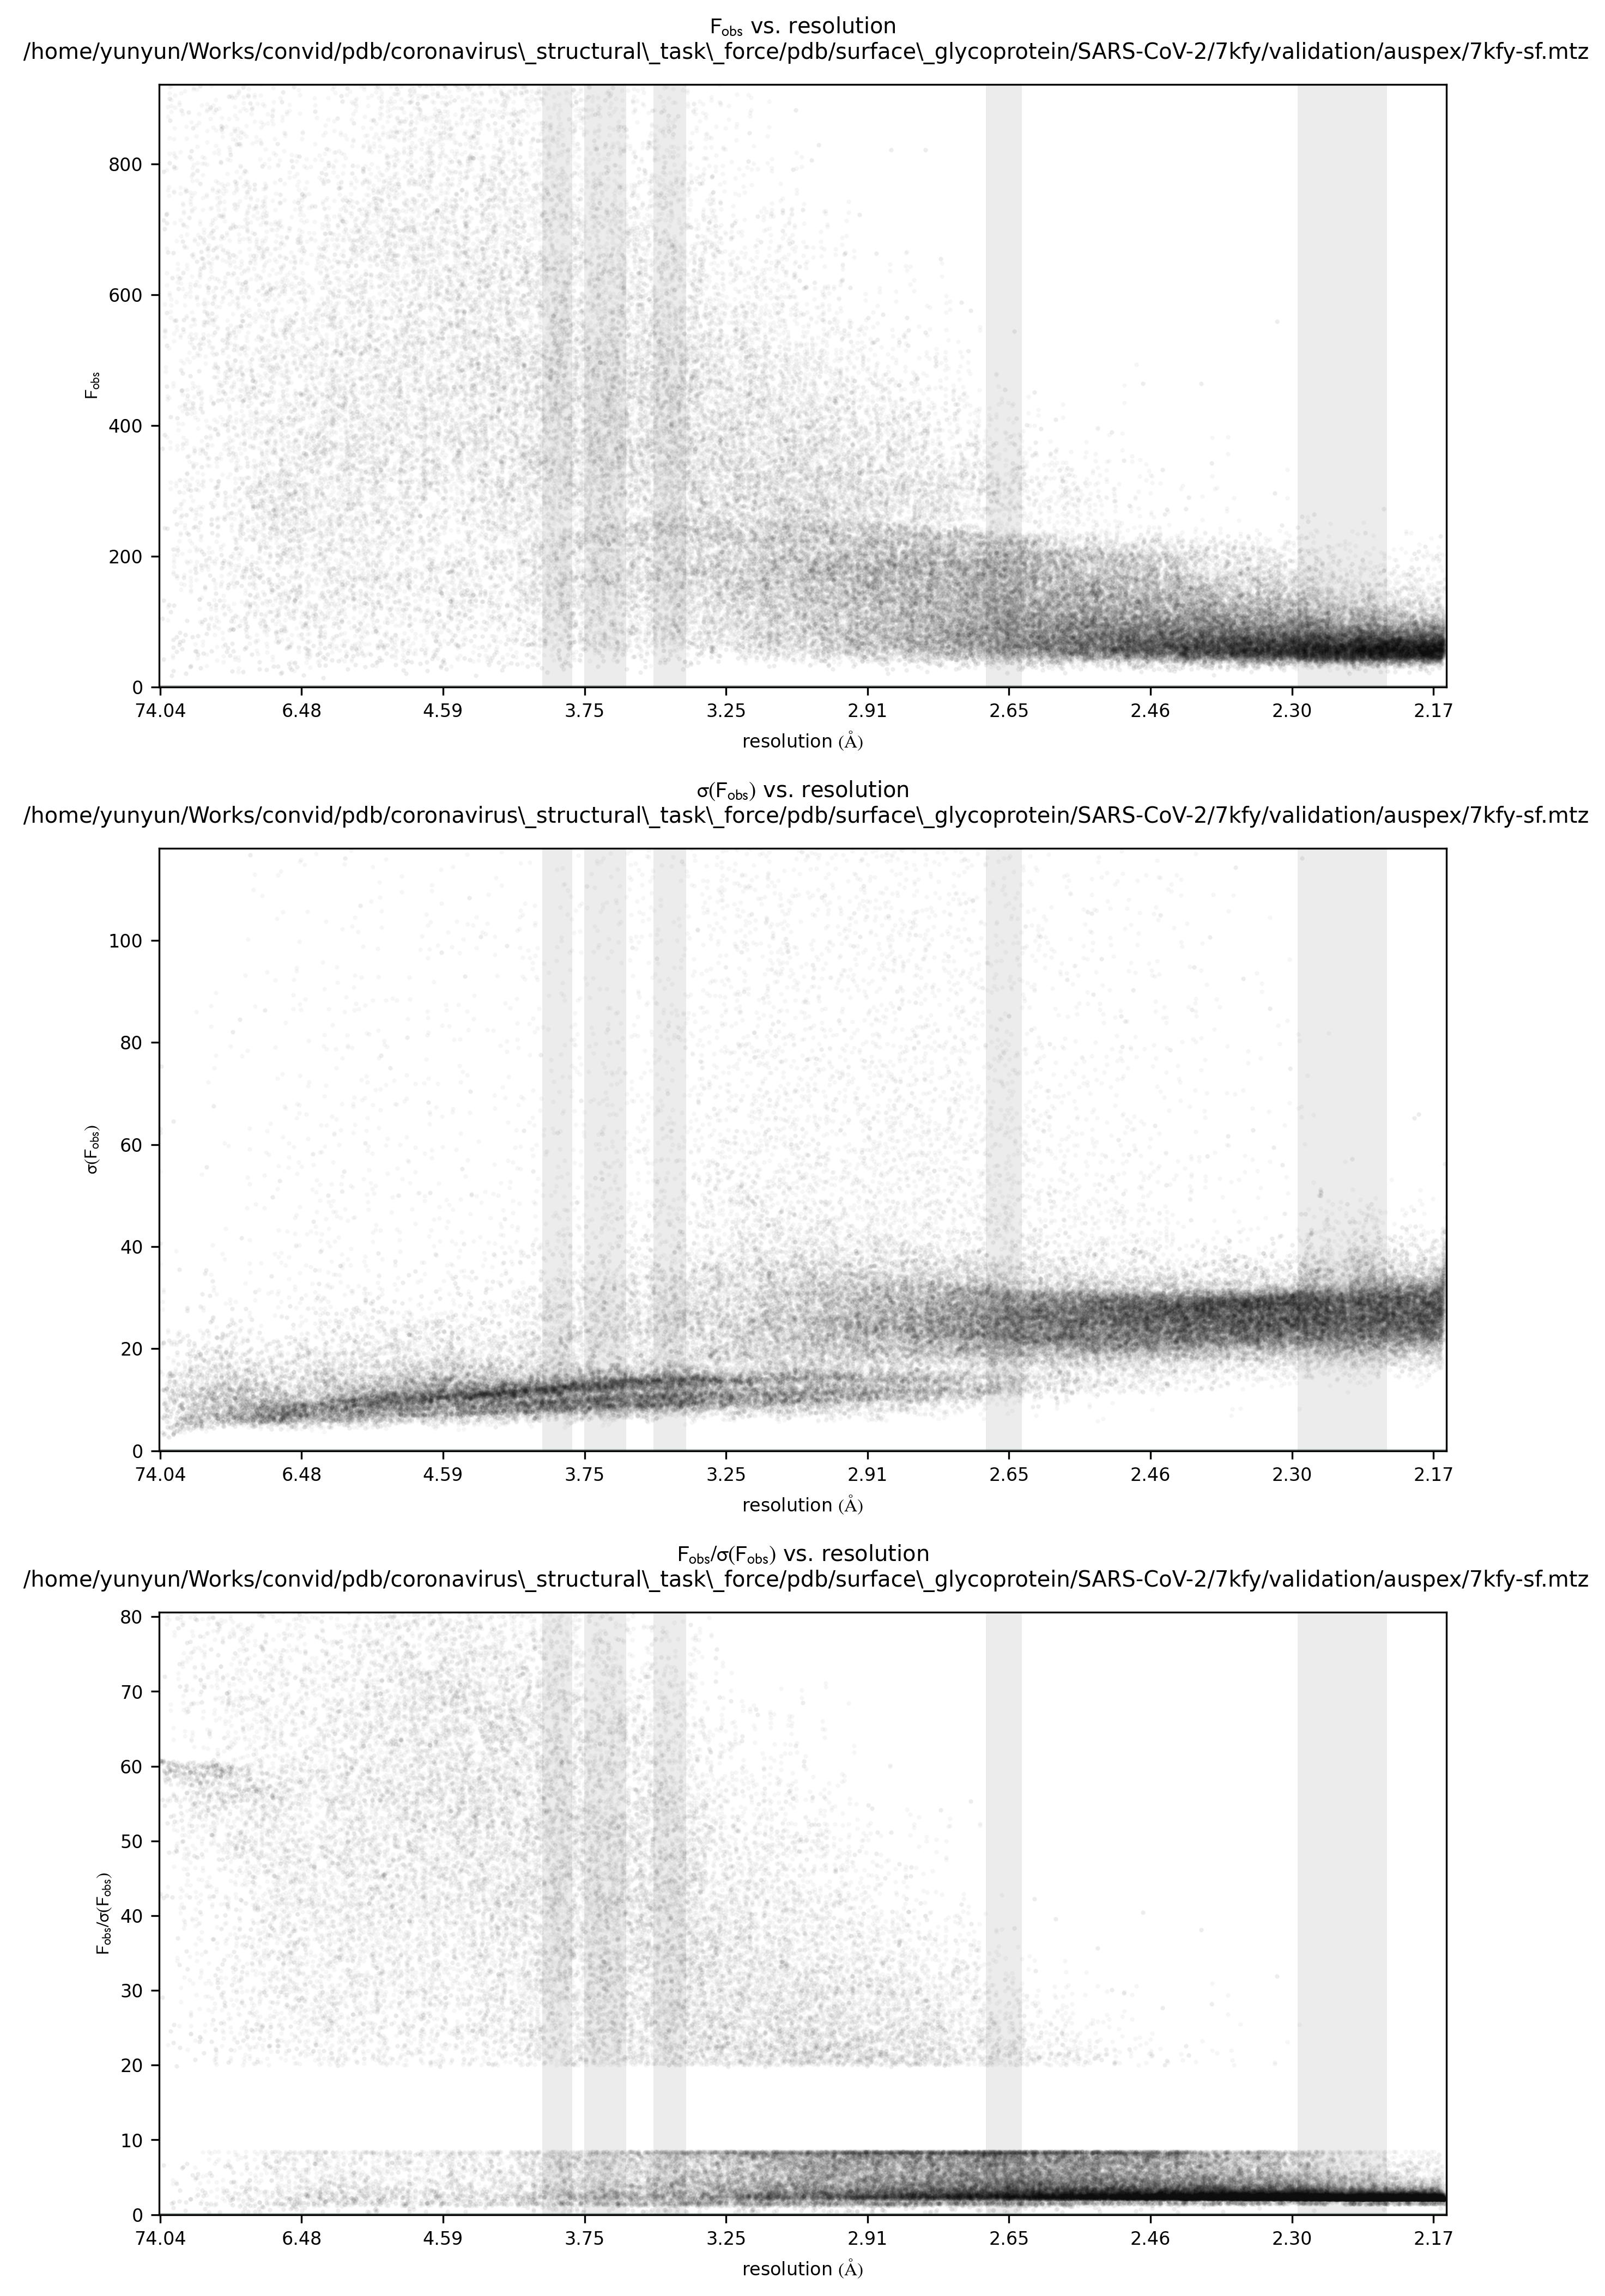 Fobs vs. resolution
/home/yunyun/Works/convid/pdb/coronavirus\_structural\_task\_force/pdb/surface\_glycoprotein/SARS-CoV-2/7kfy/validation/auspex/7kfy-sf.mtz
800
600
400
200
0
Fobs
74.04 6.48 4.59 3.75 3.25 2.91 2.65 2.46 2.30 2.17
resolution (Å)
σ(Fobs) vs. resolution
/home/yunyun/Works/convid/pdb/coronavirus\_structural\_task\_force/pdb/surface\_glycoprotein/SARS-CoV-2/7kfy/validation/auspex/7kfy-sf.mtz
100
80
60
40
20
0
σ(Fobs)
74.04 6.48 4.59 3.75 3.25 2.91 2.65 2.46 2.30 2.17
resolution (Å)
Fobs/σ(Fobs) vs. resolution
/home/yunyun/Works/convid/pdb/coronavirus\_structural\_task\_force/pdb/surface\_glycoprotein/SARS-CoV-2/7kfy/validation/auspex/7kfy-sf.mtz
80
70
60
50
40
30
20
10
0
Fobs/σ(Fobs)
74.04 6.48 4.59 3.75 3.25 2.91 2.65 2.46 2.30 2.17
resolution (Å)